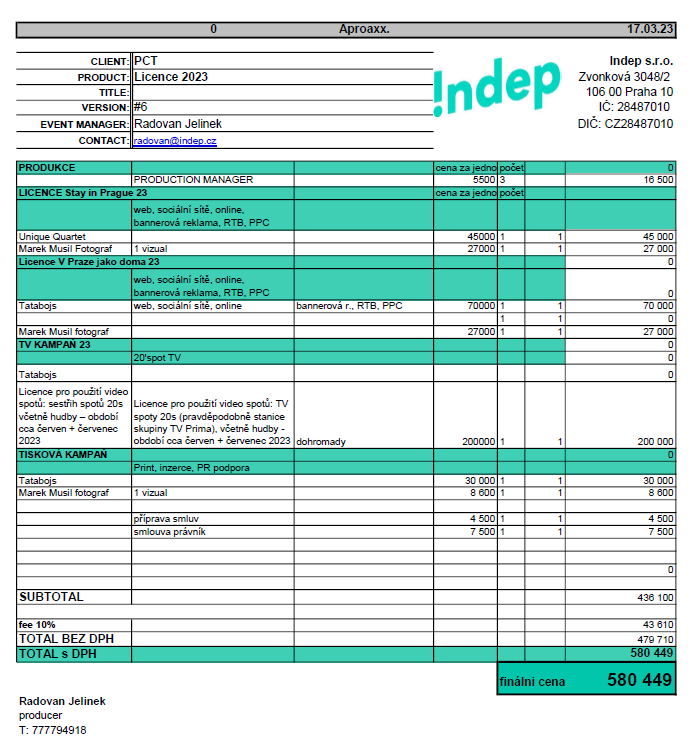 0 Aproaxx. 17.03.23
CLIENT: PCT
PRODUCT: Licence 2023
TITLE:
VERSION: #6
EVENT MANAGER: Radovan Jelinek
CONTACT: radovan@indep.cz
!ndep
Indep s.r.o.
Zvonková 3048/2
106 00 Praha 10
IČ: 28487010
DIČ: CZ28487010
PRODUKCE cena za jedno počet 0
PRODUCTION MANAGER 5500 3 16 500
LICENCE Stay in Prague 23 cena za jedno počet
web, sociální sítě, online,
bannerová reklama, RTB, PPC
Unique Quartet 45000 1 1 45 000
Marek Musil Fotograf 1 vizual 27000 1 1 27 000
Licence V Praze jako doma 23 0
web, sociální sítě, online,
bannerová reklama, RTB, PPC 0
Tatabojs web, sociální sítě, online bannerová r., RTB, PPC 70000 1 1 70 000
1 1 0
Marek Musil fotograf 27000 1 1 27 000
TV KAMPAŇ 23 0
20'spot TV 0
Tatabojs 0
Licence pro použití video
spotů: sestřih spotů 20s
včetně hudby – období
cca červen + červenec
2023
Licence pro použití video spotů: TV
spoty 20s (pravděpodobně stanice
skupiny TV Prima), včetně hudby -
období cca červen + červenec 2023
dohromady 200000 1 1 200 000
TISKOVÁ KAMPAŇ 0
Print, inzerce, PR podpora
Tatabojs 30 000 1 1 30 000
Marek Musil fotograf 1 vizual 8 600 1 1 8 600
příprava smluv 4 500 1 1 4 500
smlouva právník 7 500 1 1 7 500
0
SUBTOTAL 436 100
fee 10% 43 610
TOTAL BEZ DPH 479 710
TOTAL s DPH 580 449
finální cena 580 449
Radovan Jelinek
producer
T: 777794918